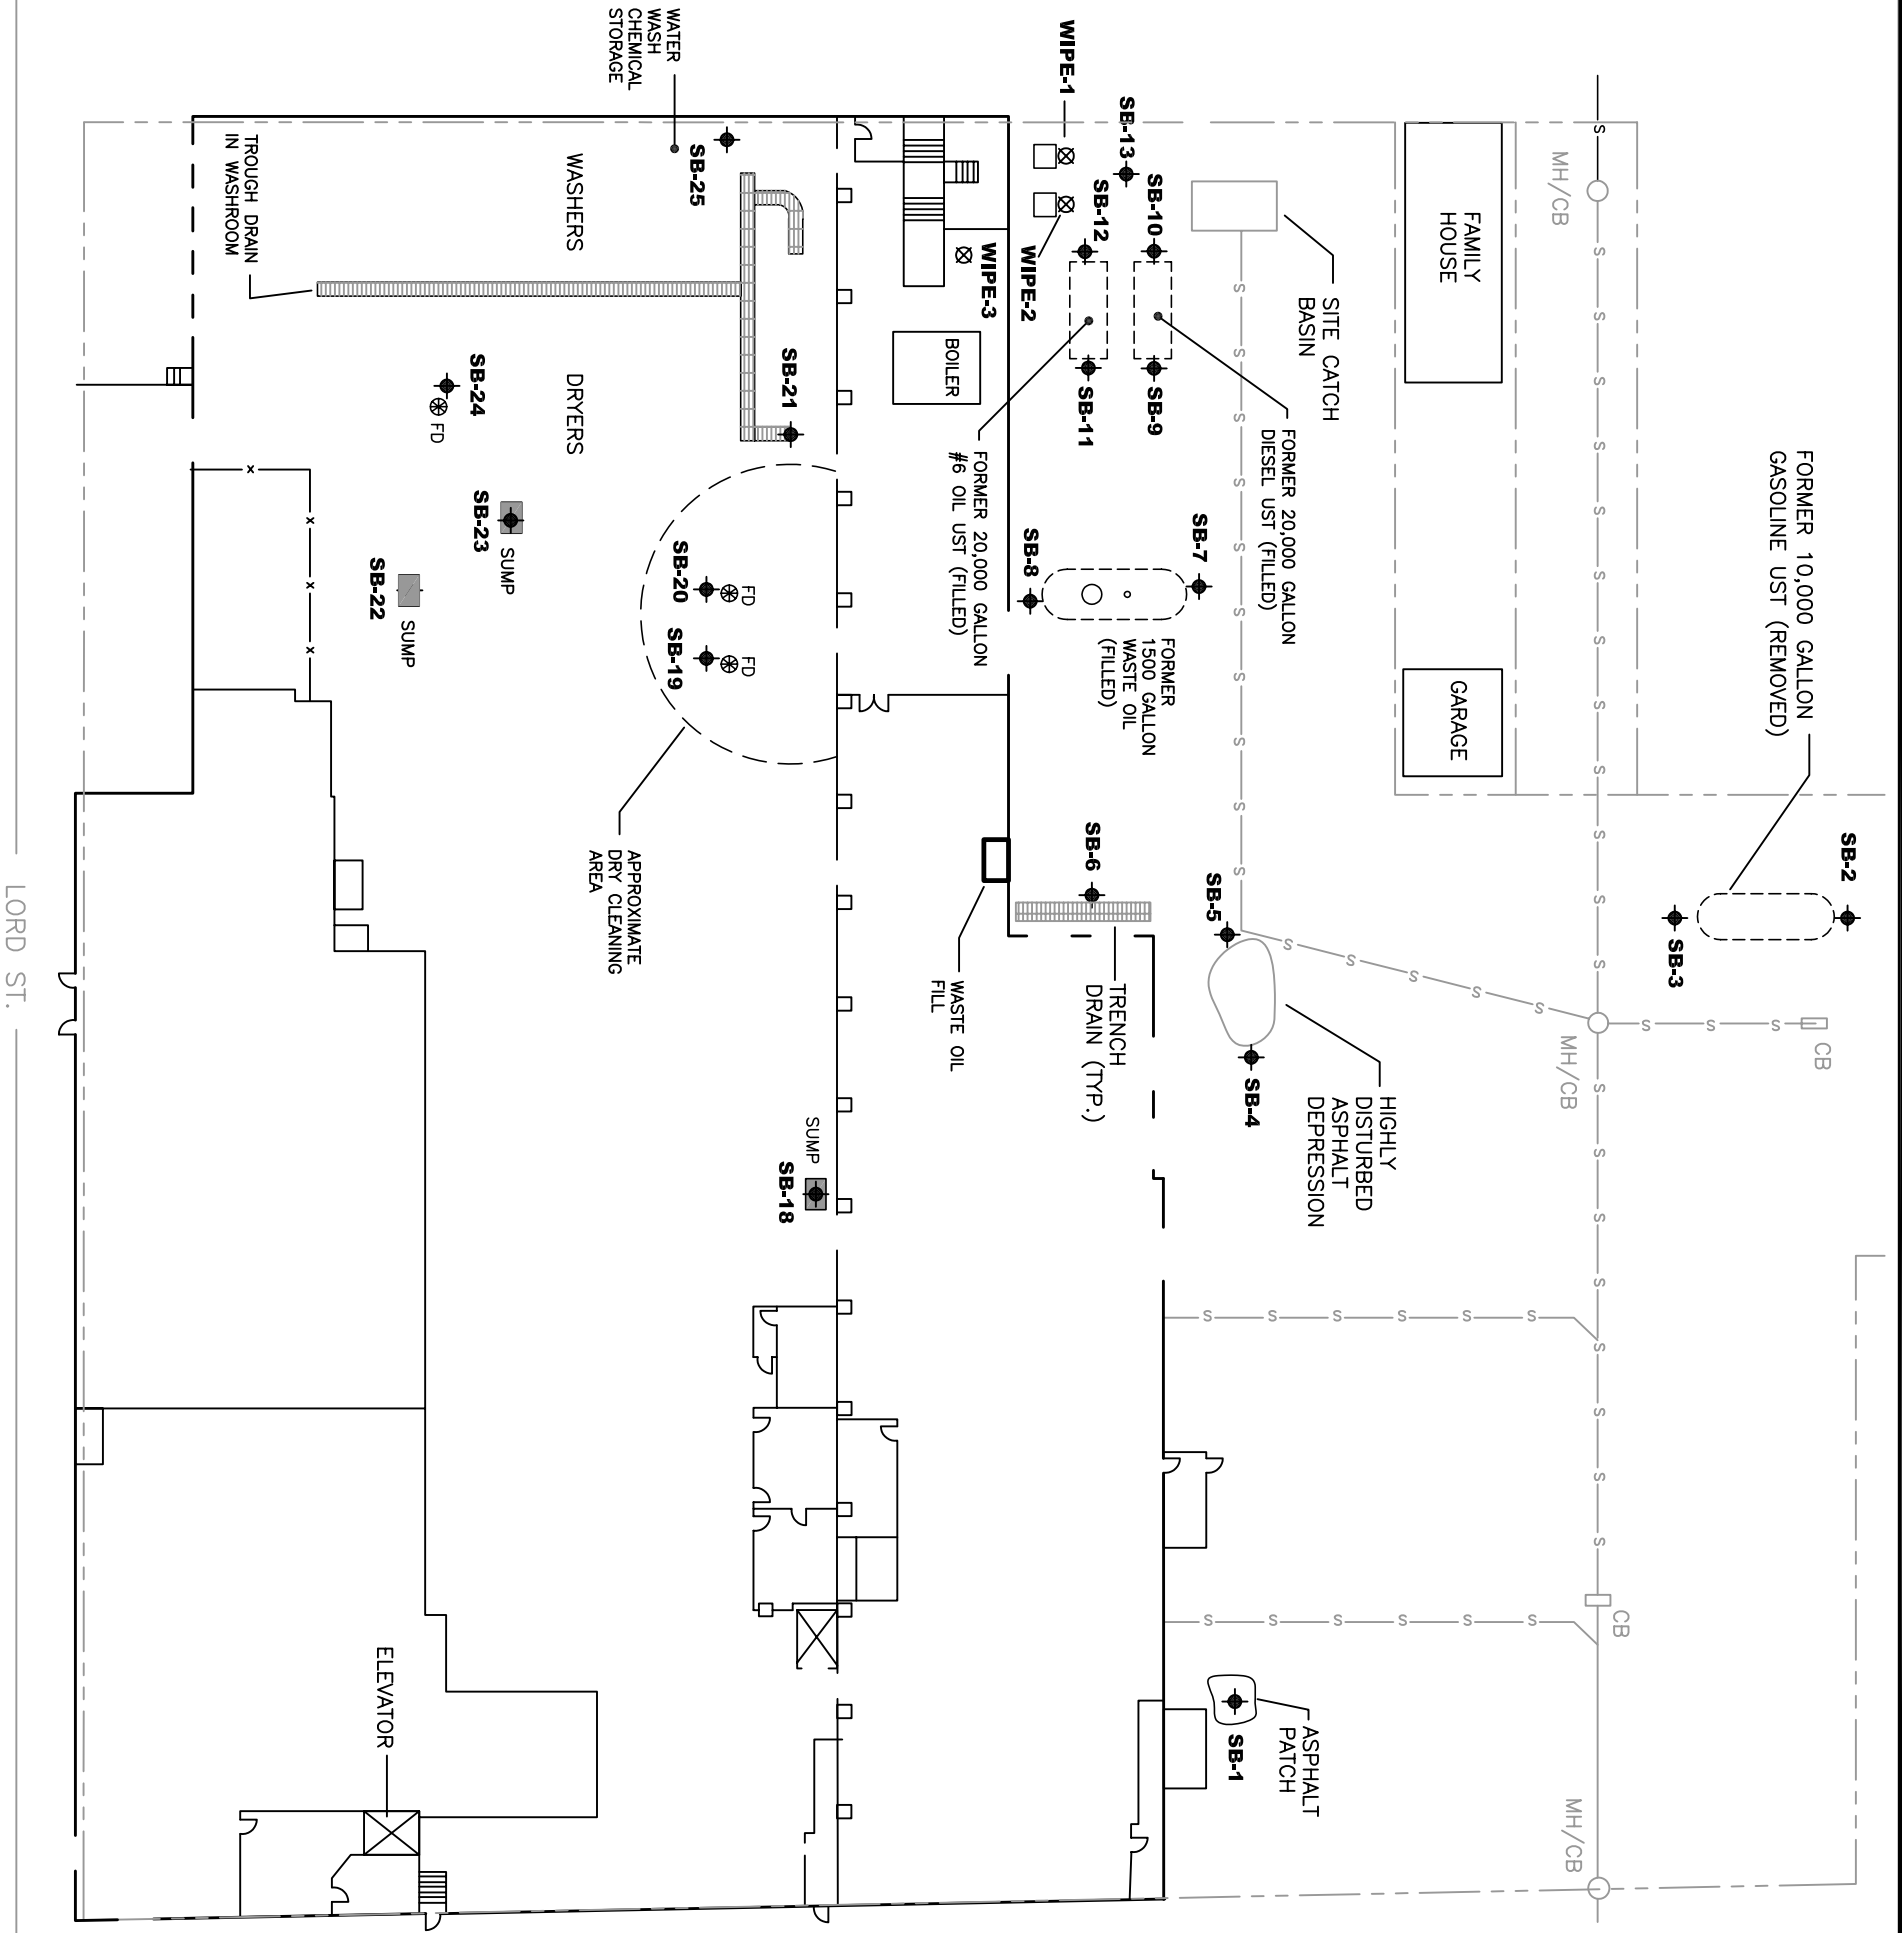 FORMER 10,000 GALLON
GASOLINE UST (REMOVED)
SB-2
SB-3
CB
MH/CB
S
FAMILY
HOUSE
GARAGE
MH/CB
CB
MH/CB
SITE CATCH
BASIN
HIGHLY
DISTURBED
ASPHALT
DEPRESSION
ASPHALT
PATCH
SB-1
SB-4
SB-5
FORMER 20,000 GALLON
DIESEL UST (FILLED)
SB-7
SB-13
SB-10
SB-9
SB-12
SB-11
FORMER
1500 GALLON
WASTE OIL
(FILLED)
SB-6
TRENCH
DRAIN (TYP.)
WIPE-1
WIPE-2
SB-8
WIPE-3
FORMER 20,000 GALLON
#6 OIL UST (FILLED)
BOILER
WASTE OIL
FILL
SUMP
SB-18
SB-21
FD
FD
SB-20
SB-19
SB-25
WATER
WASH
CHEMICAL
STORAGE
APPROXIMATE
DRY CLEANING
AREA
WASHERS
DRYERS
SUMP
SB-23
SB-24
FD
SUMP
SB-22
ELEVATOR
TROUGH DRAIN
IN WASHROOM
LORD ST.